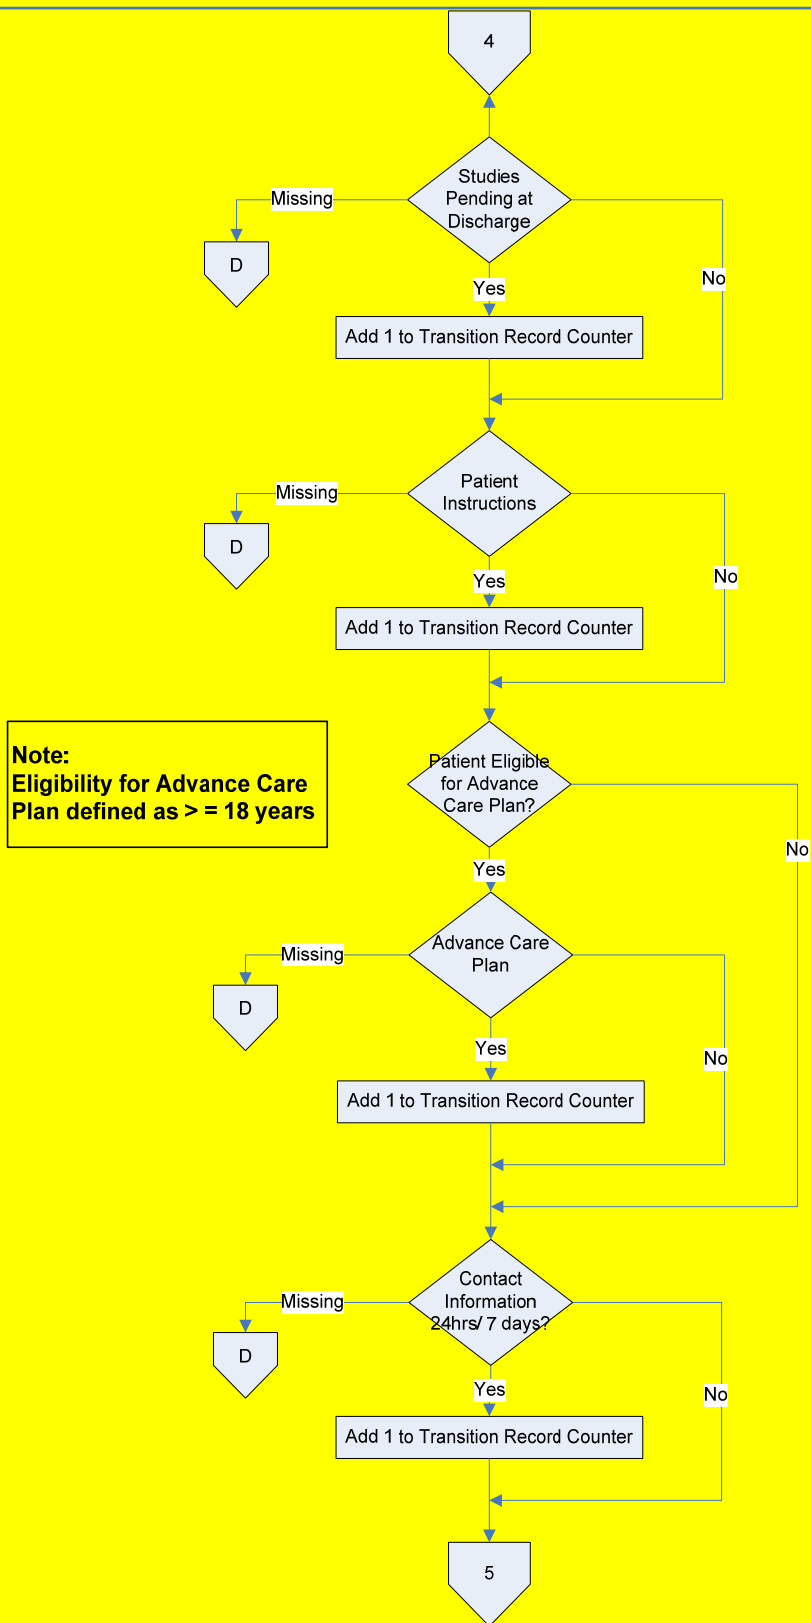 4
Studies
Pending at
Discharge
Missing
D
No
Yes
Add 1 to Transition Record Counter
Patient
Instructions
Missing
D
No
Yes
Add 1 to Transition Record Counter
Note:
Eligibility for Advance Care
Plan defined as > = 18 years
Patient Eligible
for Advance
Care Plan?
No
Yes
Advance Care
Plan
Missing
D
Yes
No
Add 1 to Transition Record Counter
Contact
Information
24hrs/ 7 days?
Missing
D
Yes
No
Add 1 to Transition Record Counter
5